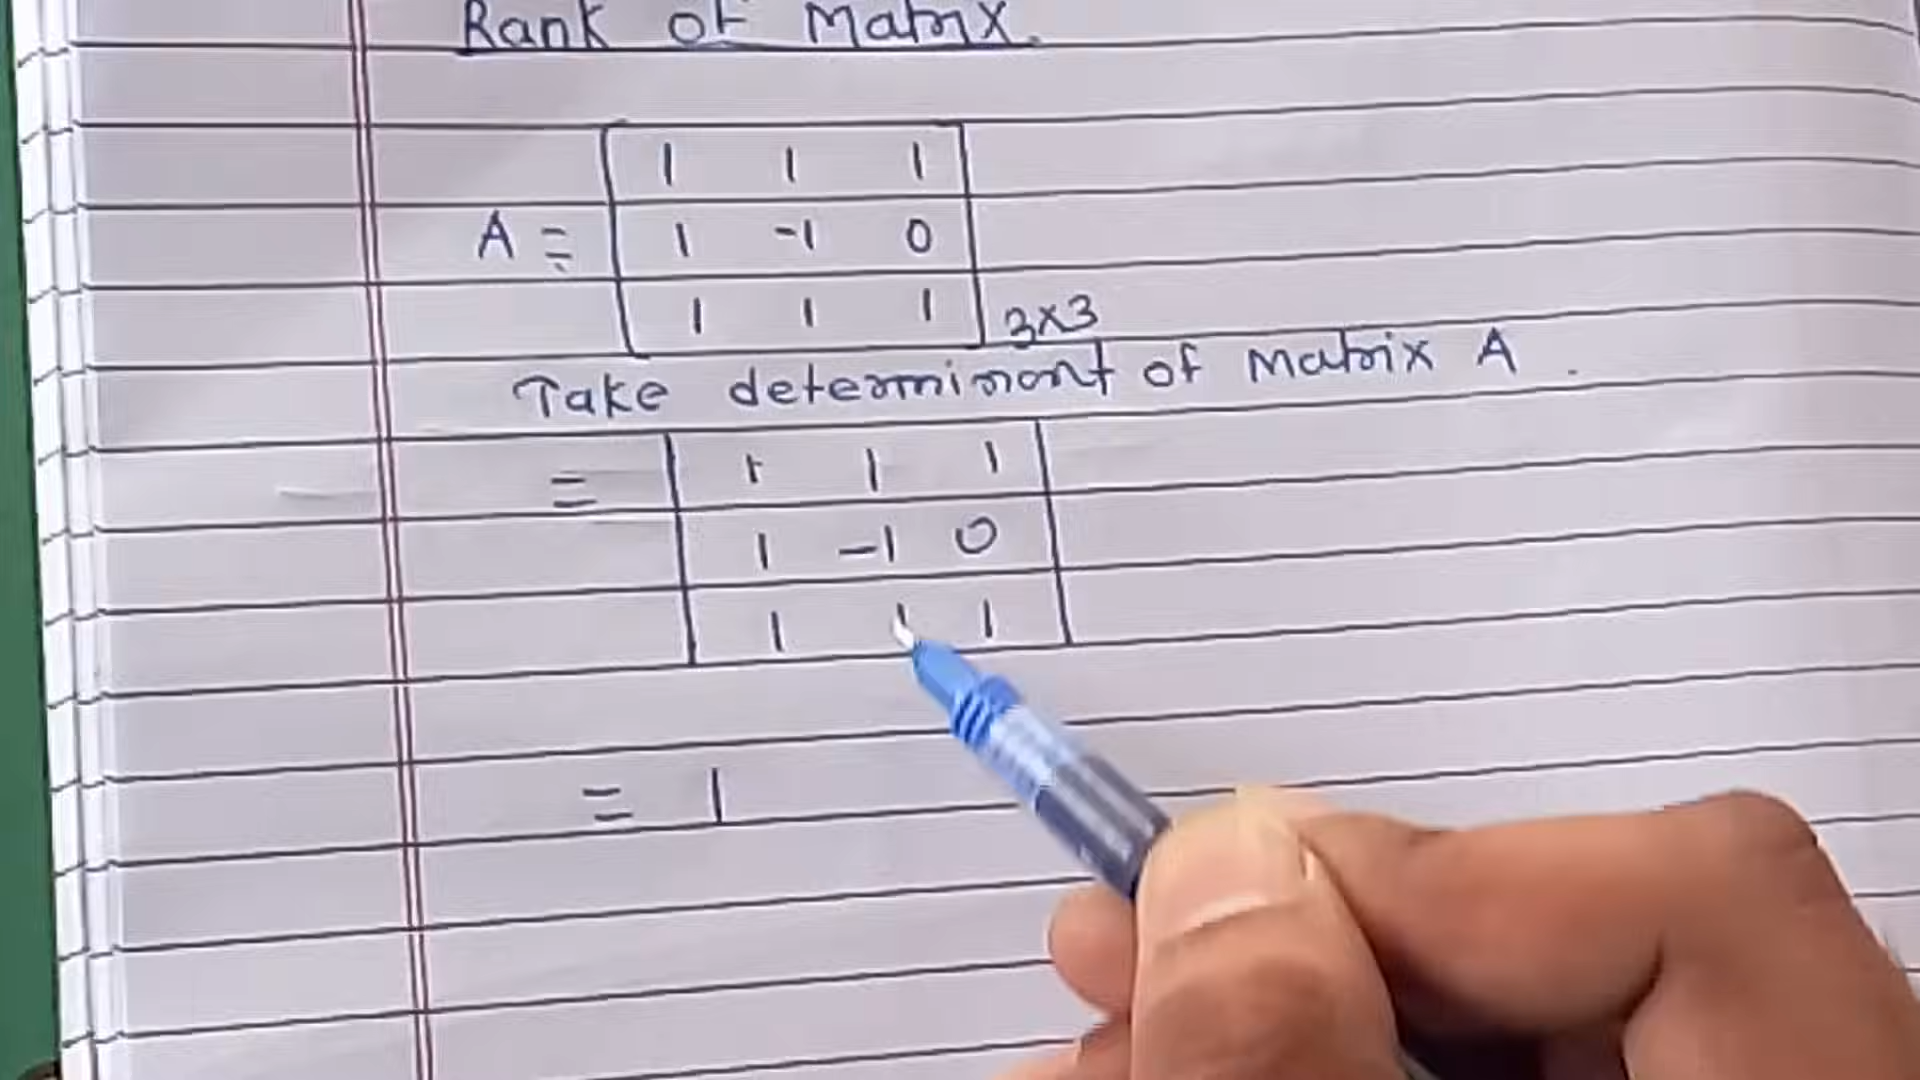 Rank of Matrix.
1 1 1
A = 1 -1 0
1 1 1 3x3
Take determinant of Matrix A.
= 1 1 1
1 -1 0
1 1 1
= 1